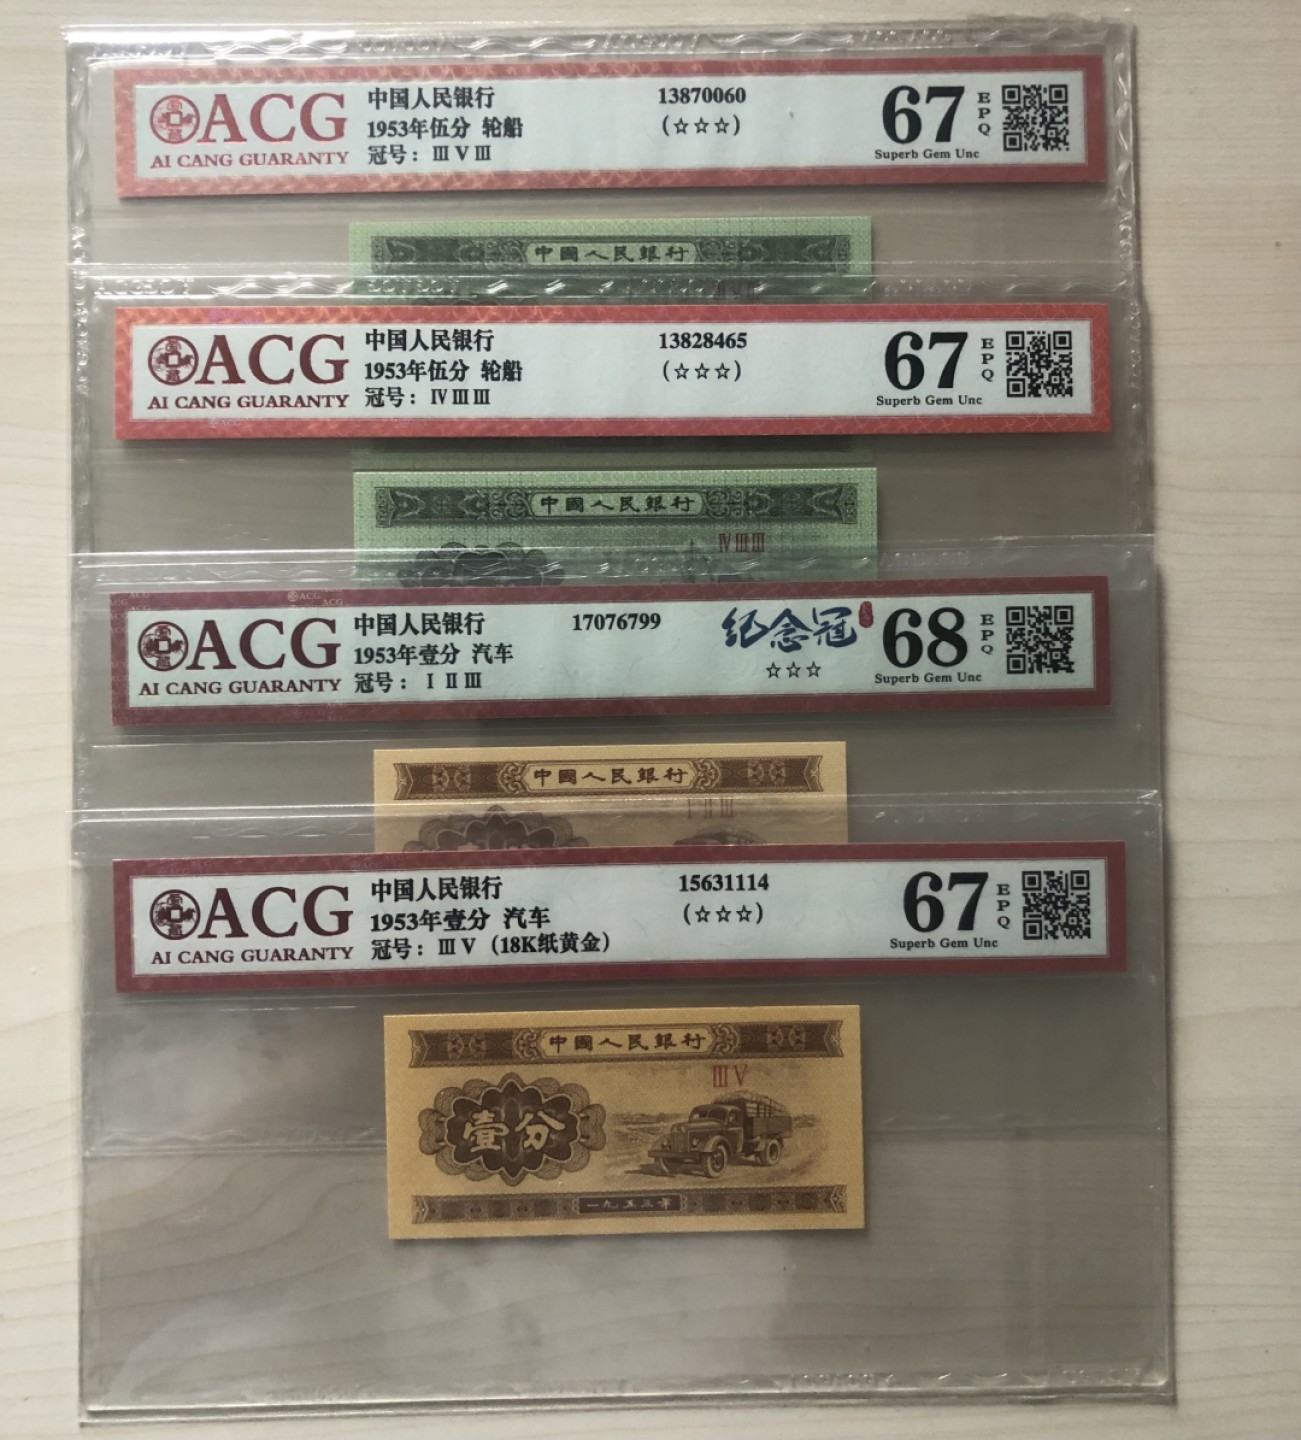 ACG
AI CANG GUARANTY
中国人民银行
1953年伍分 轮船
冠号：ⅢⅤⅢ
13870060
(☆☆☆)
67
EPQ
Superb Gem Unc
中國人民銀行
ACG
AI CANG GUARANTY
中国人民银行
1953年伍分 轮船
冠号：ⅣⅢⅢ
13828465
(☆☆☆)
67
EPQ
Superb Gem Unc
中國人民銀行
ⅣⅢⅢ
ACG
AI CANG GUARANTY
中国人民银行
1953年壹分 汽车
冠号：ⅠⅡⅢ
17076799
纪念冠
☆☆☆
68
EPQ
Superb Gem Unc
中國人民銀行
ⅠⅡⅢ
ACG
AI CANG GUARANTY
中国人民银行
1953年壹分 汽车
冠号：ⅢⅤ (18K纸黄金)
15631114
(☆☆☆)
67
EPQ
Superb Gem Unc
中國人民銀行
ⅢⅤ
壹分
一九五三年